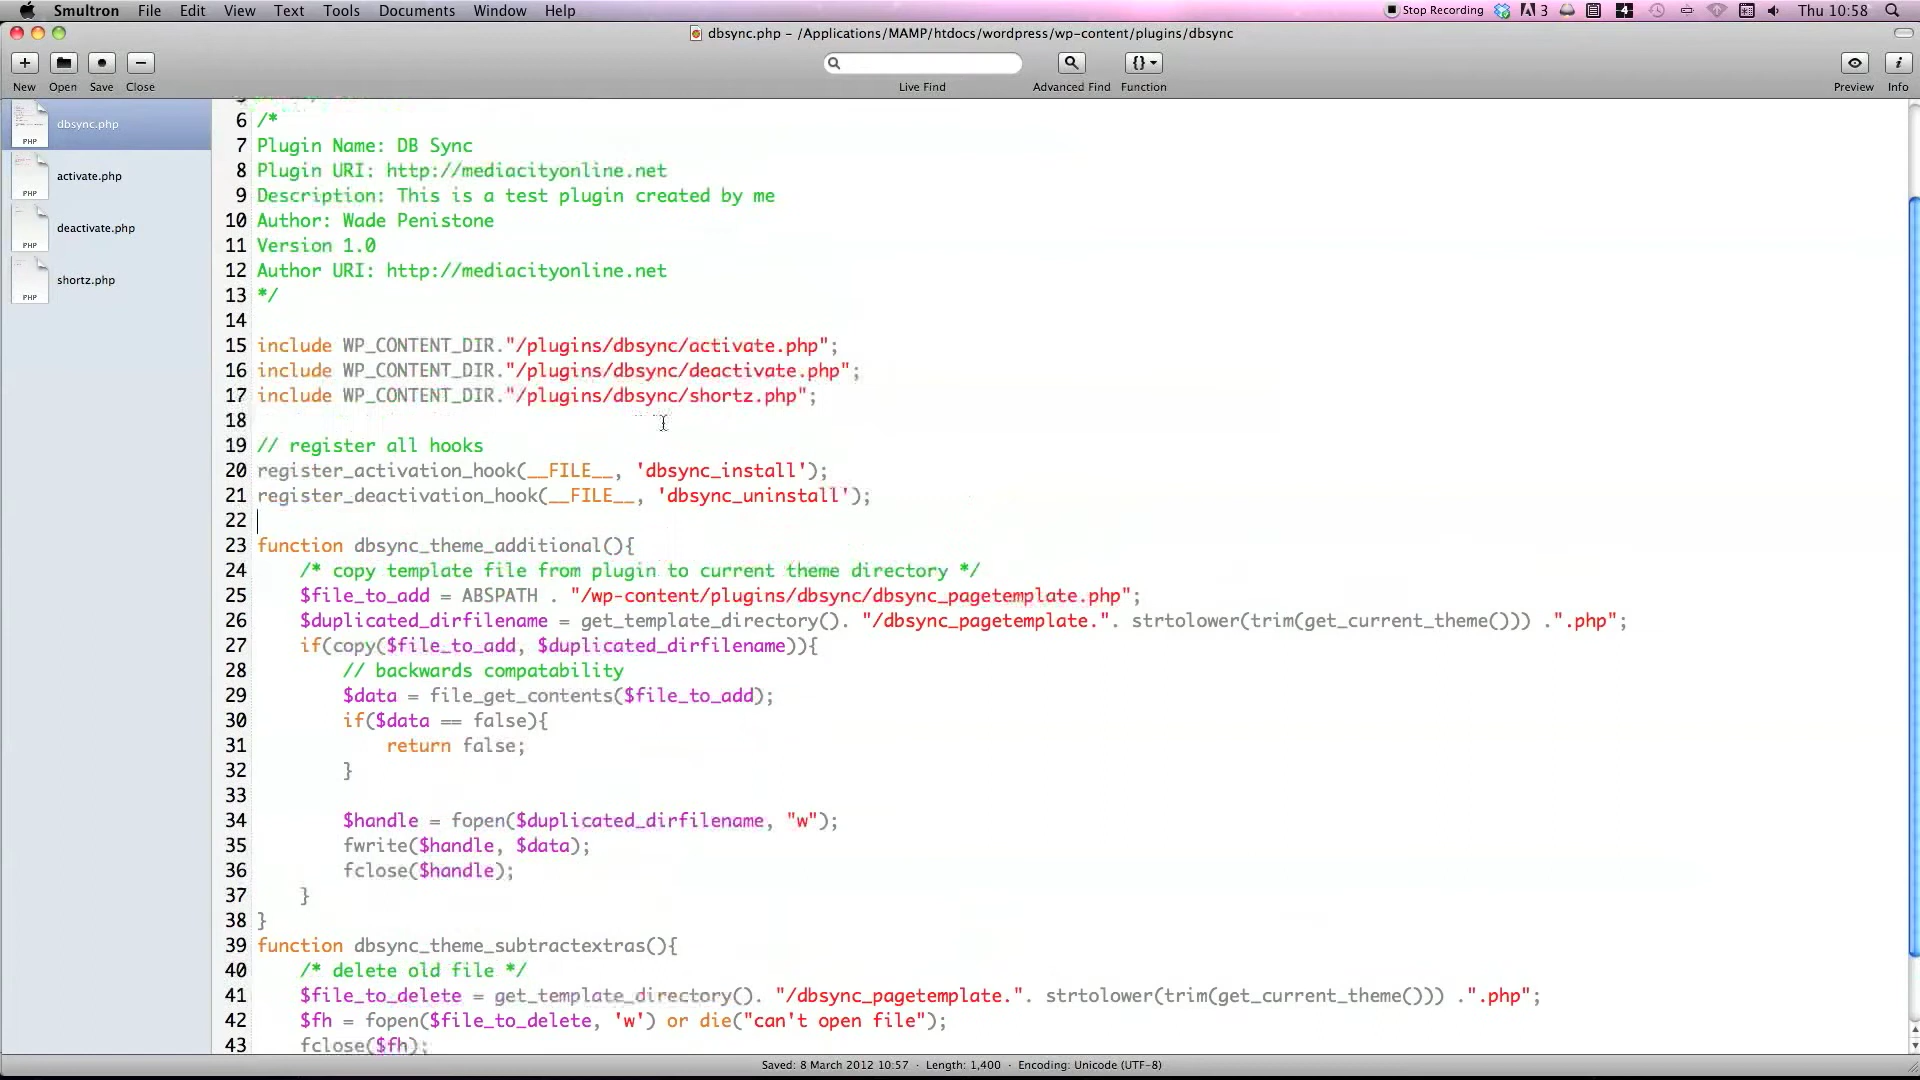 Smultron File Edit View Text Tools Documents Window Help Stop Recording 3 4 Thu 10:58
dbsync.php – /Applications/MAMP/htdocs/wordpress/wp-content/plugins/dbsync
New Open Save Close Live Find Advanced Find {} Function Preview Info
PHP dbsync.php
PHP activate.php
PHP deactivate.php
PHP shortz.php
6 /*
7 Plugin Name: DB Sync
8 Plugin URI: http://mediacityonline.net
9 Description: This is a test plugin created by me
10 Author: Wade Penistone
11 Version 1.0
12 Author URI: http://mediacityonline.net
13 */
14
15 include WP_CONTENT_DIR."/plugins/dbsync/activate.php";
16 include WP_CONTENT_DIR."/plugins/dbsync/deactivate.php";
17 include WP_CONTENT_DIR."/plugins/dbsync/shortz.php";
18
19 // register all hooks
20 register_activation_hook(__FILE__, 'dbsync_install');
21 register_deactivation_hook(__FILE__, 'dbsync_uninstall');
22
23 function dbsync_theme_additional(){
24 /* copy template file from plugin to current theme directory */
25 $file_to_add = ABSPATH . "/wp-content/plugins/dbsync/dbsync_pagetemplate.php";
26 $duplicated_dirfilename = get_template_directory(). "/dbsync_pagetemplate.". strtolower(trim(get_current_theme())) .".php";
27 if(copy($file_to_add, $duplicated_dirfilename)){
28 // backwards compatability
29 $data = file_get_contents($file_to_add);
30 if($data == false){
31 return false;
32 }
33
34 $handle = fopen($duplicated_dirfilename, "w");
35 fwrite($handle, $data);
36 fclose($handle);
37 }
38 }
39 function dbsync_theme_subtractextras(){
40 /* delete old file */
41 $file_to_delete = get_template_directory(). "/dbsync_pagetemplate.". strtolower(trim(get_current_theme())) .".php";
42 $fh = fopen($file_to_delete, 'w') or die("can't open file");
43 fclose($fh);
Saved: 8 March 2012 10:57 · Length: 1,400 · Encoding: Unicode (UTF-8)